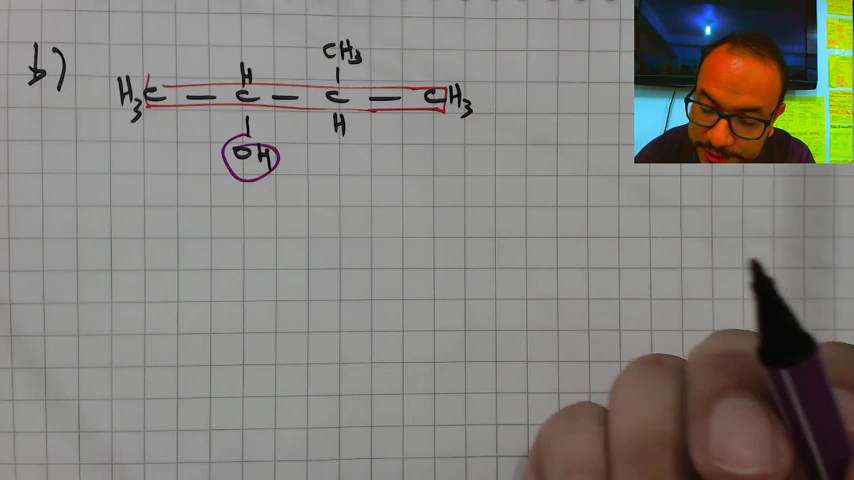 b)
CH3
H
H3C — C — C — CH3
H
OH